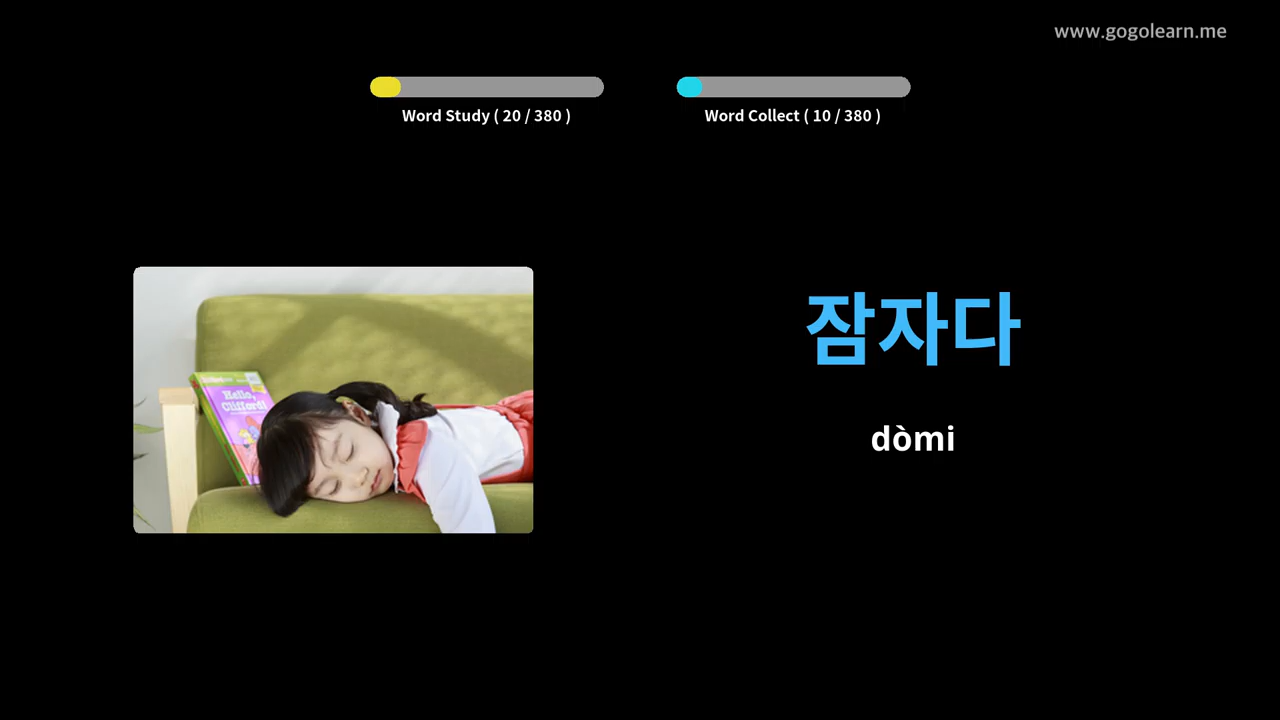 www.gogolearn.me
Word Study ( 20 / 380 )
Word Collect ( 10 / 380 )
Hello,
Clifford!
잠자다
dòmi